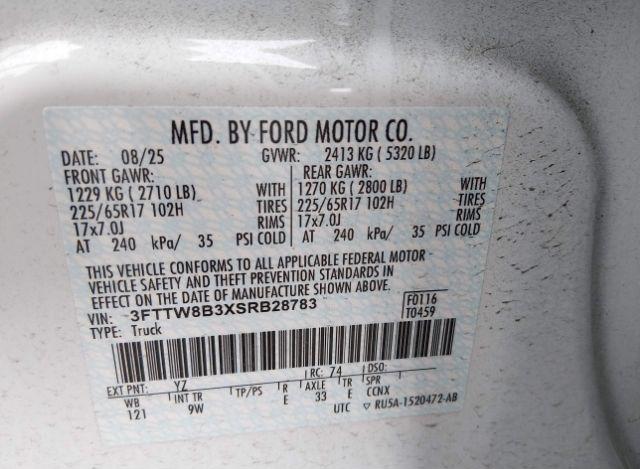 MFD. BY FORD MOTOR CO.
DATE: 08/25 GVWR: 2413 KG ( 5320 LB)
FRONT GAWR: REAR GAWR:
1229 KG ( 2710 LB) WITH 1270 KG ( 2800 LB) WITH
225/65R17 102H TIRES 225/65R17 102H TIRES
17x7.0J RIMS 17x7.0J RIMS
AT 240 kPa/ 35 PSI COLD AT 240 kPa/ 35 PSI COLD
THIS VEHICLE CONFORMS TO ALL APPLICABLE FEDERAL MOTOR
VEHICLE SAFETY AND THEFT PREVENTION STANDARDS IN
EFFECT ON THE DATE OF MANUFACTURE SHOWN ABOVE.
VIN: 3FTTW8B3XSRB28783 F0116
TYPE: Truck T0459
EXT PNT: YZ RC: 74 DSO:
WB INT TR TP/PS R AXLE TR SPR
121 9W E 33 E CCNX
UTC ▽ RU5A-1520472-AB